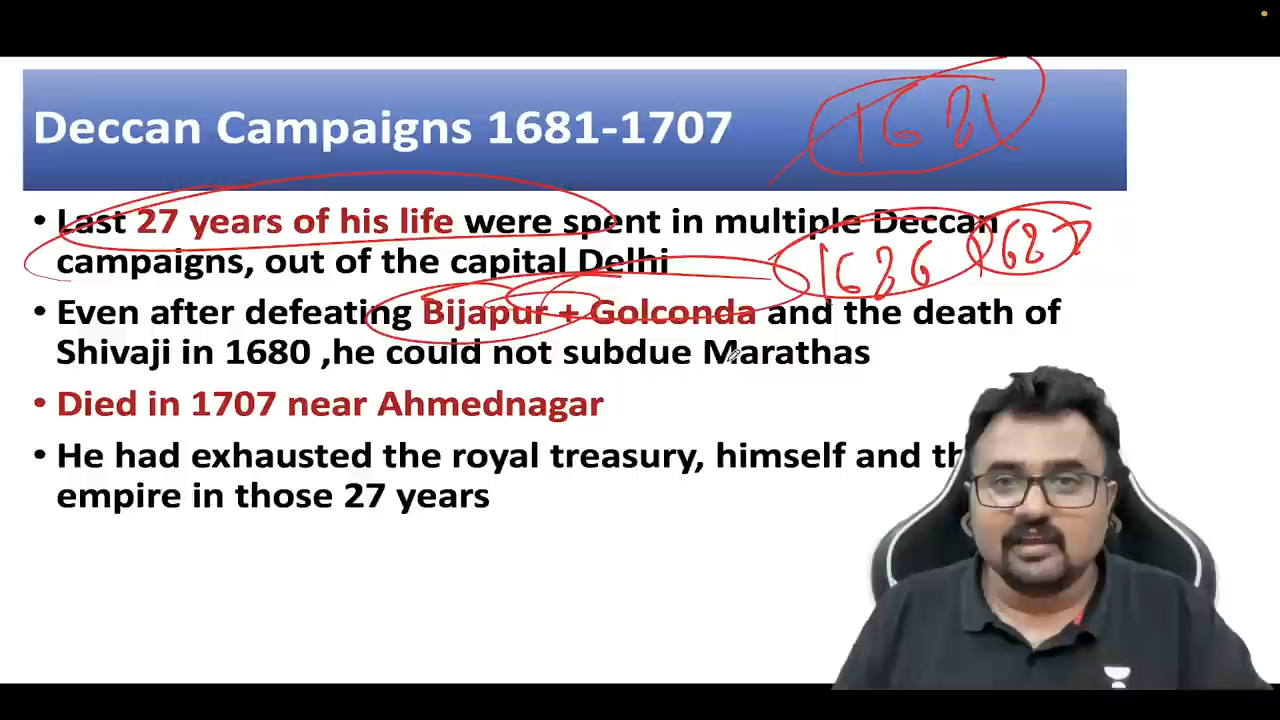 Deccan Campaigns 1681-1707
1681
• Last 27 years of his life were spent in multiple Deccan
campaigns, out of the capital Delhi
1686 1687
• Even after defeating Bijapur + Golconda and the death of
Shivaji in 1680 ,he could not subdue Marathas
• Died in 1707 near Ahmednagar
• He had exhausted the royal treasury, himself and
empire in those 27 years